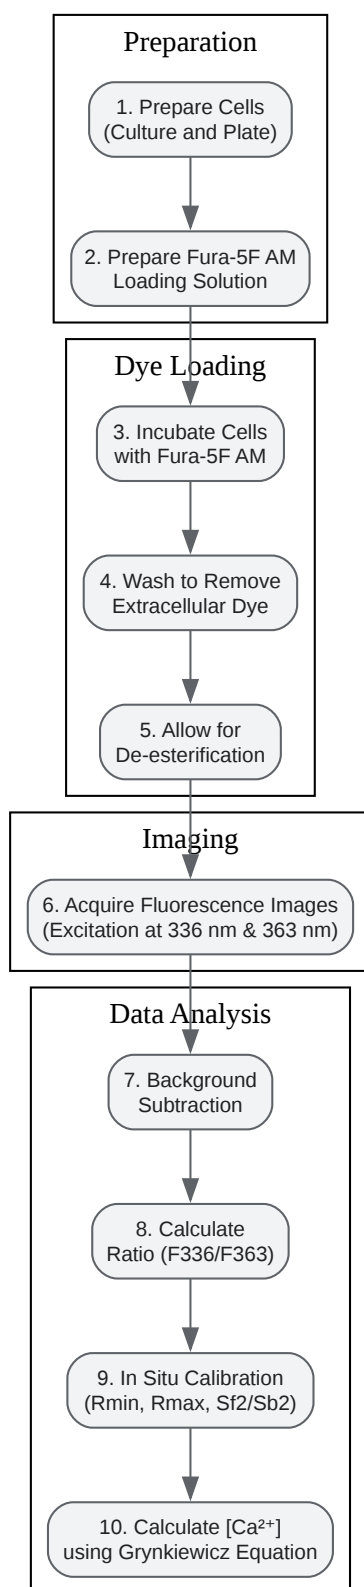 Preparation
1. Prepare Cells
(Culture and Plate)
2. Prepare Fura-5F AM
Loading Solution
Dye Loading
3. Incubate Cells
with Fura-5F AM
4. Wash to Remove
Extracellular Dye
5. Allow for
De-esterification
Imaging
6. Acquire Fluorescence Images
(Excitation at 336 nm & 363 nm)
Data Analysis
7. Background
Subtraction
8. Calculate
Ratio (F336/F363)
9. In Situ Calibration
(Rmin, Rmax, Sf2/Sb2)
10. Calculate [Ca²⁺]
using Grynkiewicz Equation